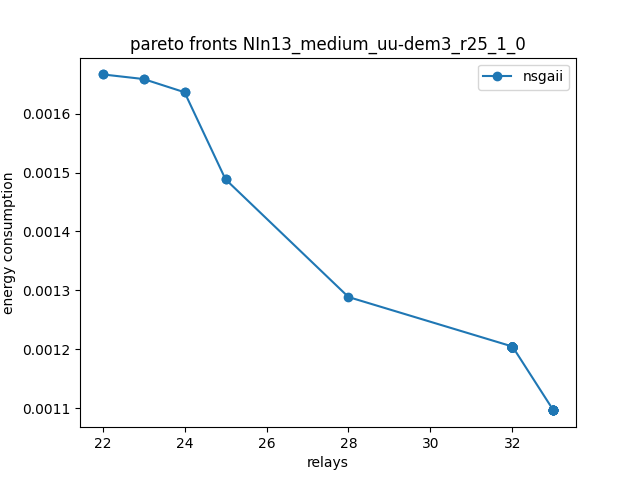 pareto fronts NIn13_medium_uu-dem3_r25_1_0
nsgaii
energy consumption
0.0016
0.0015
0.0014
0.0013
0.0012
0.0011
22 24 26 28 30 32
relays